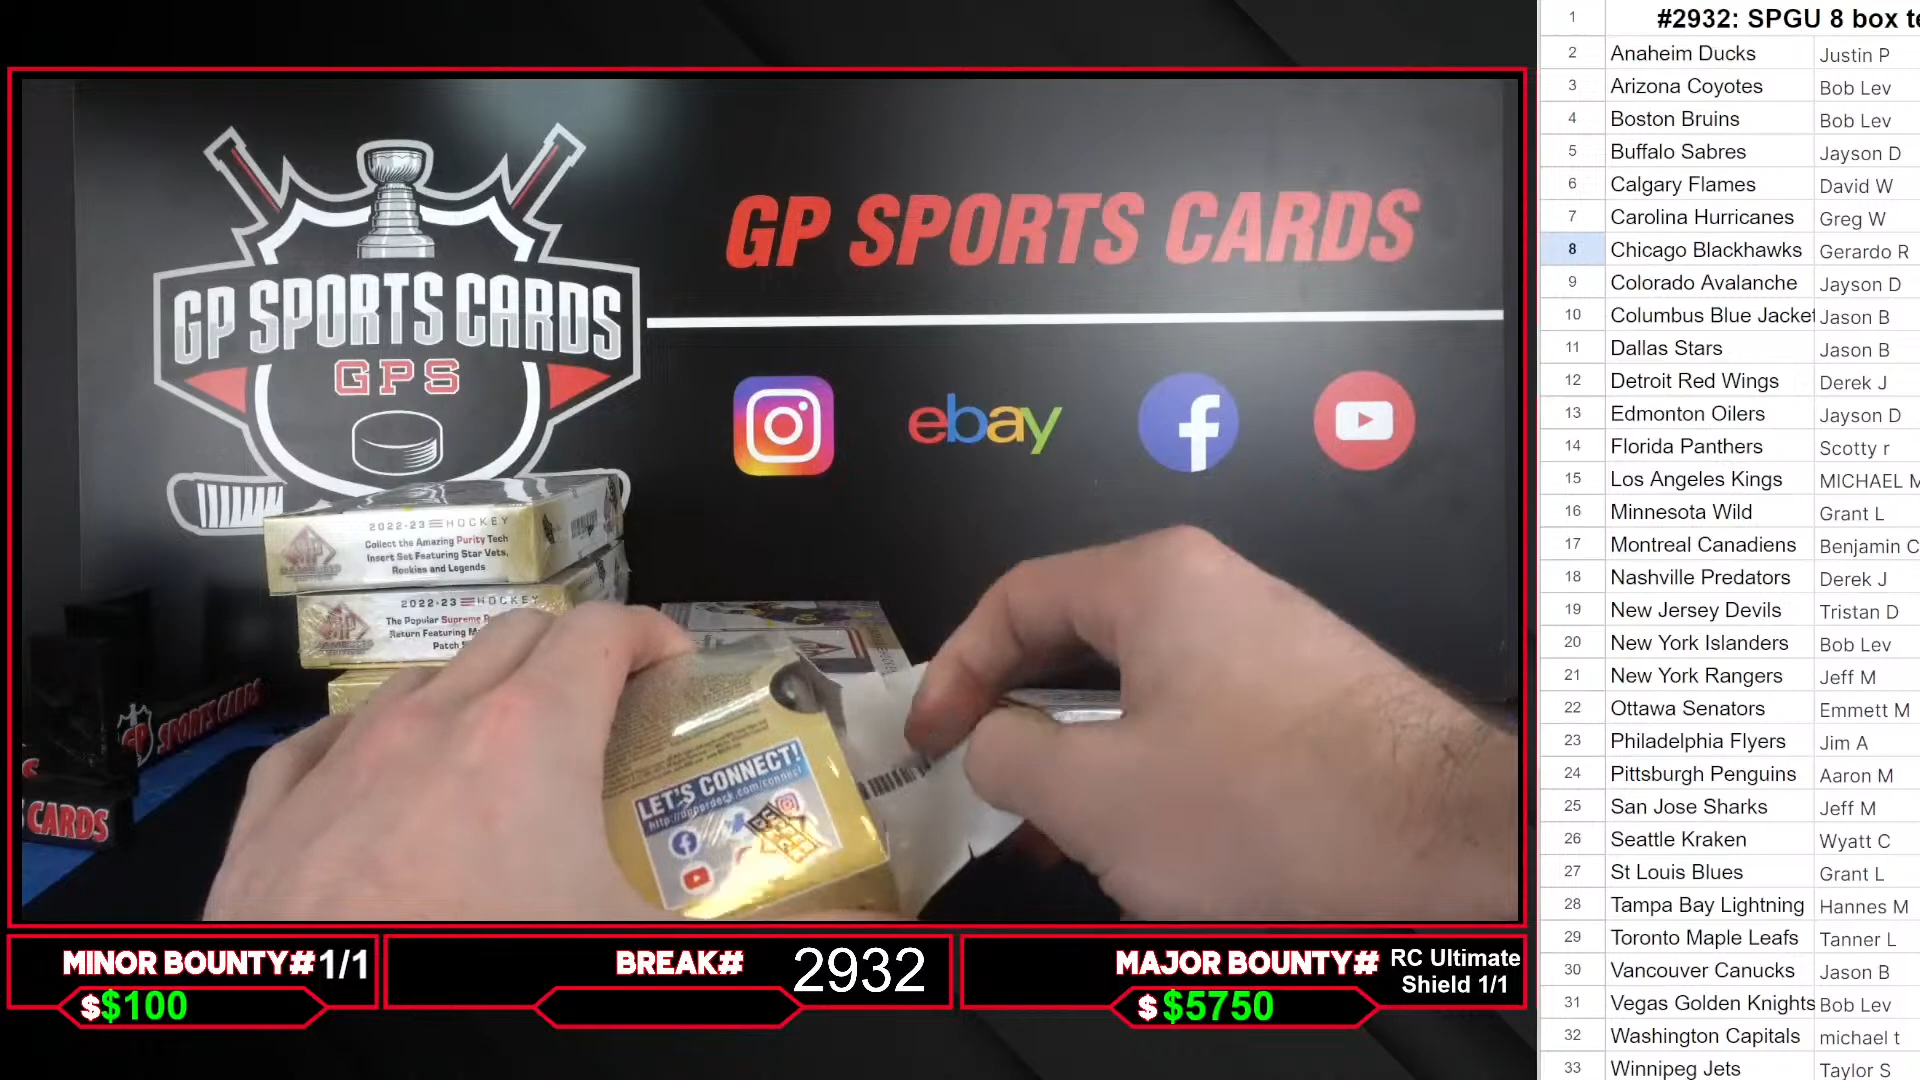 GP SPORTS CARDS
GPS
GP SPORTS CARDS
ebay
2022-23 HOCKEY
Collect the Amazing Purity Tech
Insert Set Featuring Star Vets,
Rookies and Legends
2022-23 HOCKEY
The Popular Supreme
Return Featuring
Patch
GP SPORTS CARDS
CARDS
LET'S CONNECT!
MINOR BOUNTY# 1/1
$$100
BREAK# 2932
MAJOR BOUNTY# RC Ultimate
Shield 1/1
$ $5750
1 #2932: SPGU 8 box te
2 Anaheim Ducks Justin P
3 Arizona Coyotes Bob Lev
4 Boston Bruins Bob Lev
5 Buffalo Sabres Jayson D
6 Calgary Flames David W
7 Carolina Hurricanes Greg W
8 Chicago Blackhawks Gerardo R
9 Colorado Avalanche Jayson D
10 Columbus Blue Jacket Jason B
11 Dallas Stars Jason B
12 Detroit Red Wings Derek J
13 Edmonton Oilers Jayson D
14 Florida Panthers Scotty r
15 Los Angeles Kings MICHAEL M
16 Minnesota Wild Grant L
17 Montreal Canadiens Benjamin C
18 Nashville Predators Derek J
19 New Jersey Devils Tristan D
20 New York Islanders Bob Lev
21 New York Rangers Jeff M
22 Ottawa Senators Emmett M
23 Philadelphia Flyers Jim A
24 Pittsburgh Penguins Aaron M
25 San Jose Sharks Jeff M
26 Seattle Kraken Wyatt C
27 St Louis Blues Grant L
28 Tampa Bay Lightning Hannes M
29 Toronto Maple Leafs Tanner L
30 Vancouver Canucks Jason B
31 Vegas Golden Knights Bob Lev
32 Washington Capitals michael t
33 Winnipeg Jets Taylor S